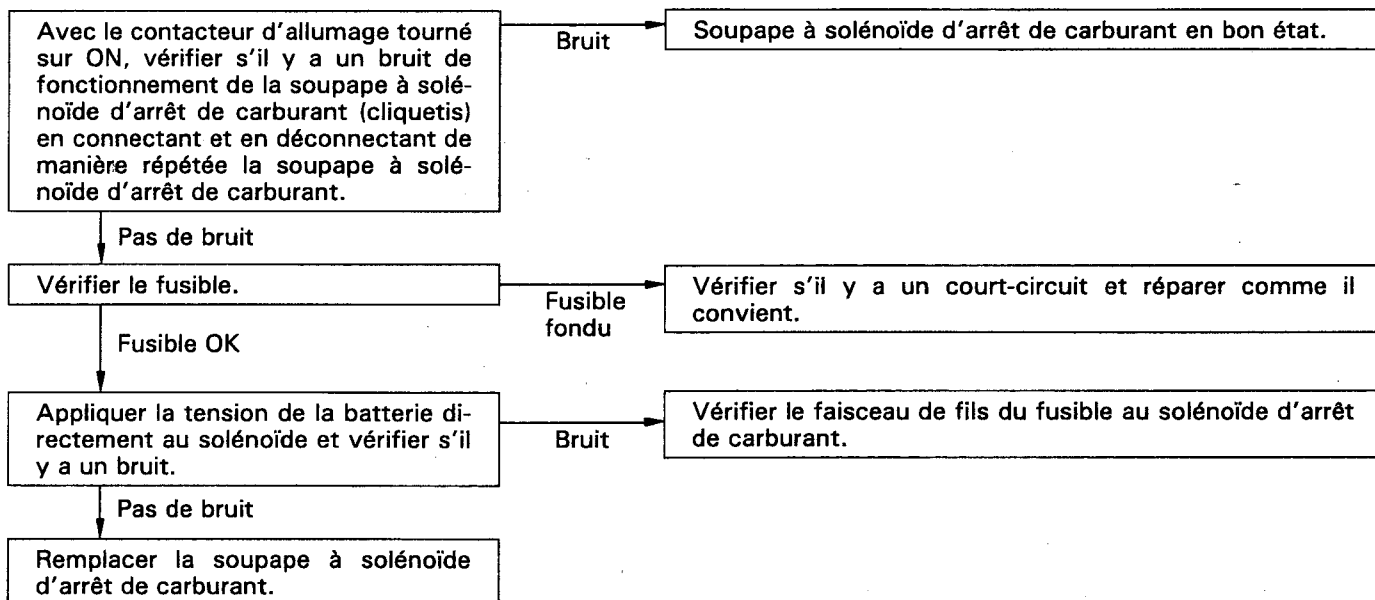 Avec le contacteur d'allumage tourné
sur ON, vérifier s'il y a un bruit de
fonctionnement de la soupape à solé-
noïde d'arrêt de carburant (cliquetis)
en connectant et en déconnectant de
manière répétée la soupape à solé-
noïde d'arrêt de carburant.
Bruit
Soupape à solénoïde d'arrêt de carburant en bon état.
Pas de bruit
Vérifier le fusible.
Fusible
fondu
Vérifier s'il y a un court-circuit et réparer comme il
convient.
Fusible OK
Appliquer la tension de la batterie di-
rectement au solénoïde et vérifier s'il
y a un bruit.
Bruit
Vérifier le faisceau de fils du fusible au solénoïde d'arrêt
de carburant.
Pas de bruit
Remplacer la soupape à solénoïde
d'arrêt de carburant.